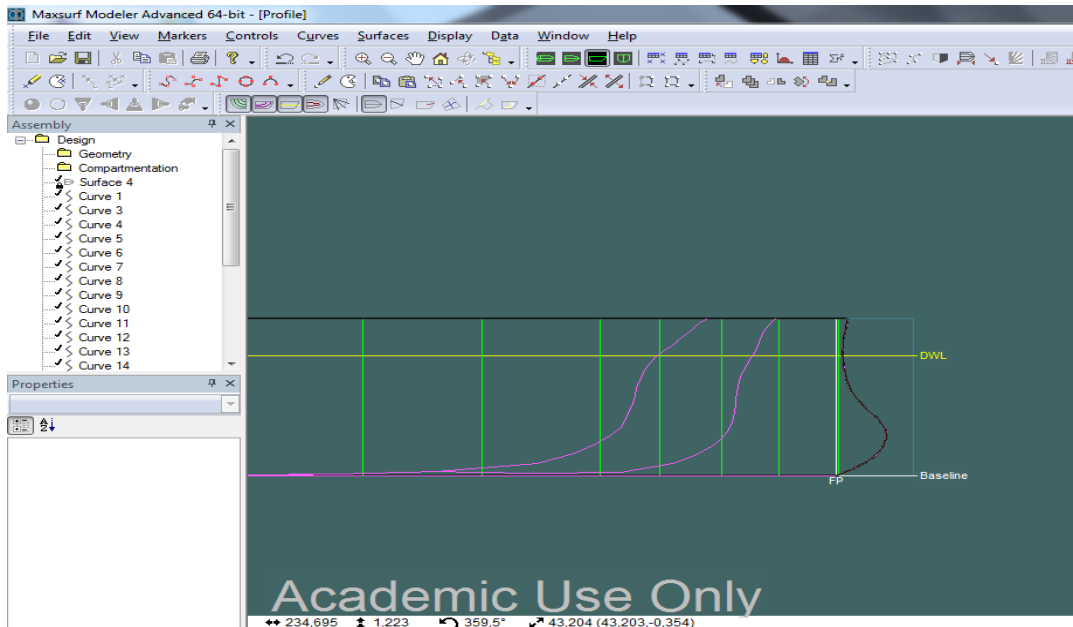 Maxsurf Modeler Advanced 64-bit - [Profile]
File Edit View Markers Controls Curves Surfaces Display Data Window Help
Assembly
Design
Geometry
Compartmentation
Surface 4
Curve 1
Curve 3
Curve 4
Curve 5
Curve 6
Curve 7
Curve 8
Curve 9
Curve 10
Curve 11
Curve 12
Curve 13
Curve 14
Properties
DWL
Baseline
FP
Academic Use Only
234,695 1,223 359,5° 43,204 (43,203,-0,354)